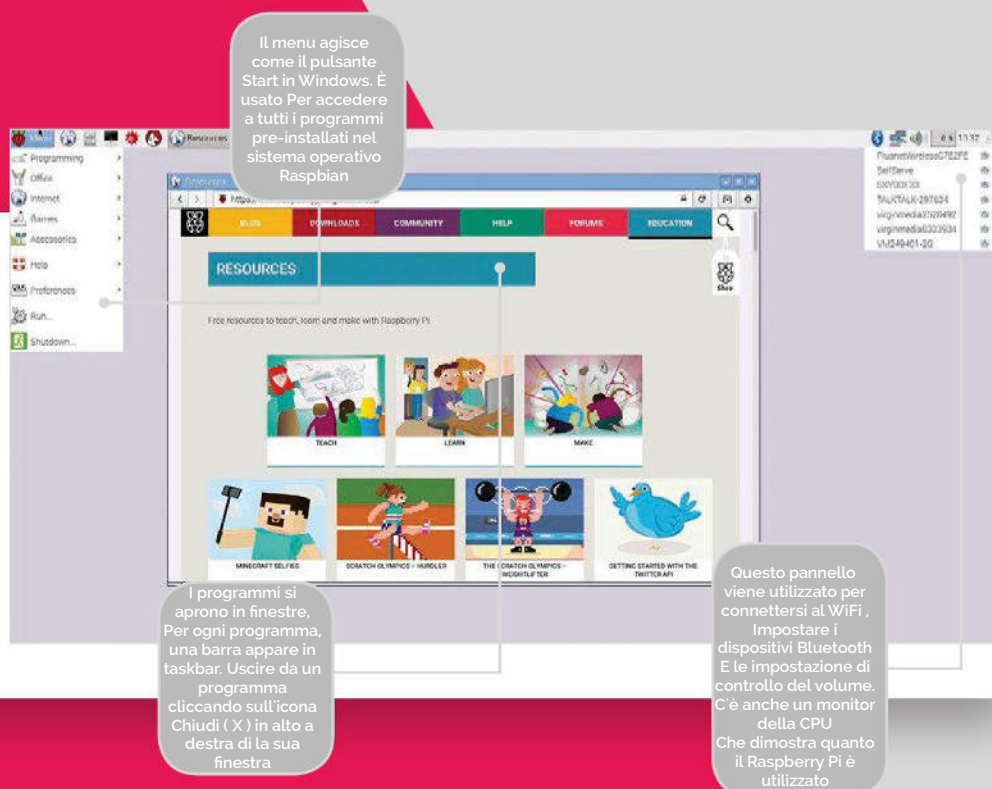 Il menu agisce
come il pulsante
Start in Windows. È
usato Per accedere
a tutti i programmi
pre-installati nel
sistema operativo
Raspbian
Menu
Resources
11:37
Programming
Office
Internet
Games
Accessories
Help
Preferences
Run...
Shutdown...
Resources
https://
BLOG
DOWNLOADS
COMMUNITY
HELP
FORUMS
EDUCATION
RESOURCES
Free resources to teach, learn and make with Raspberry Pi
TEACH
LEARN
MAKE
MINECRAFT SELFIES
SCRATCH OLYMPICS - HURDLER
THE SCRATCH OLYMPICS -
WEIGHTLIFTER
GETTING STARTED WITH THE
TWITTER API
SelfServe
TALKTALK-297634
I programmi si
aprono in finestre,
Per ogni programma,
una barra appare in
taskbar. Uscire da un
programma
cliccando sull'icona
Chiudi ( X ) in alto a
destra di la sua
finestra
Questo pannello
viene utilizzato per
connettersi al WiFi ,
Impostare i
dispositivi Bluetooth
E le impostazione di
controllo del volume.
C'è anche un monitor
della CPU
Che dimostra quanto
il Raspberry Pi è
utilizzato